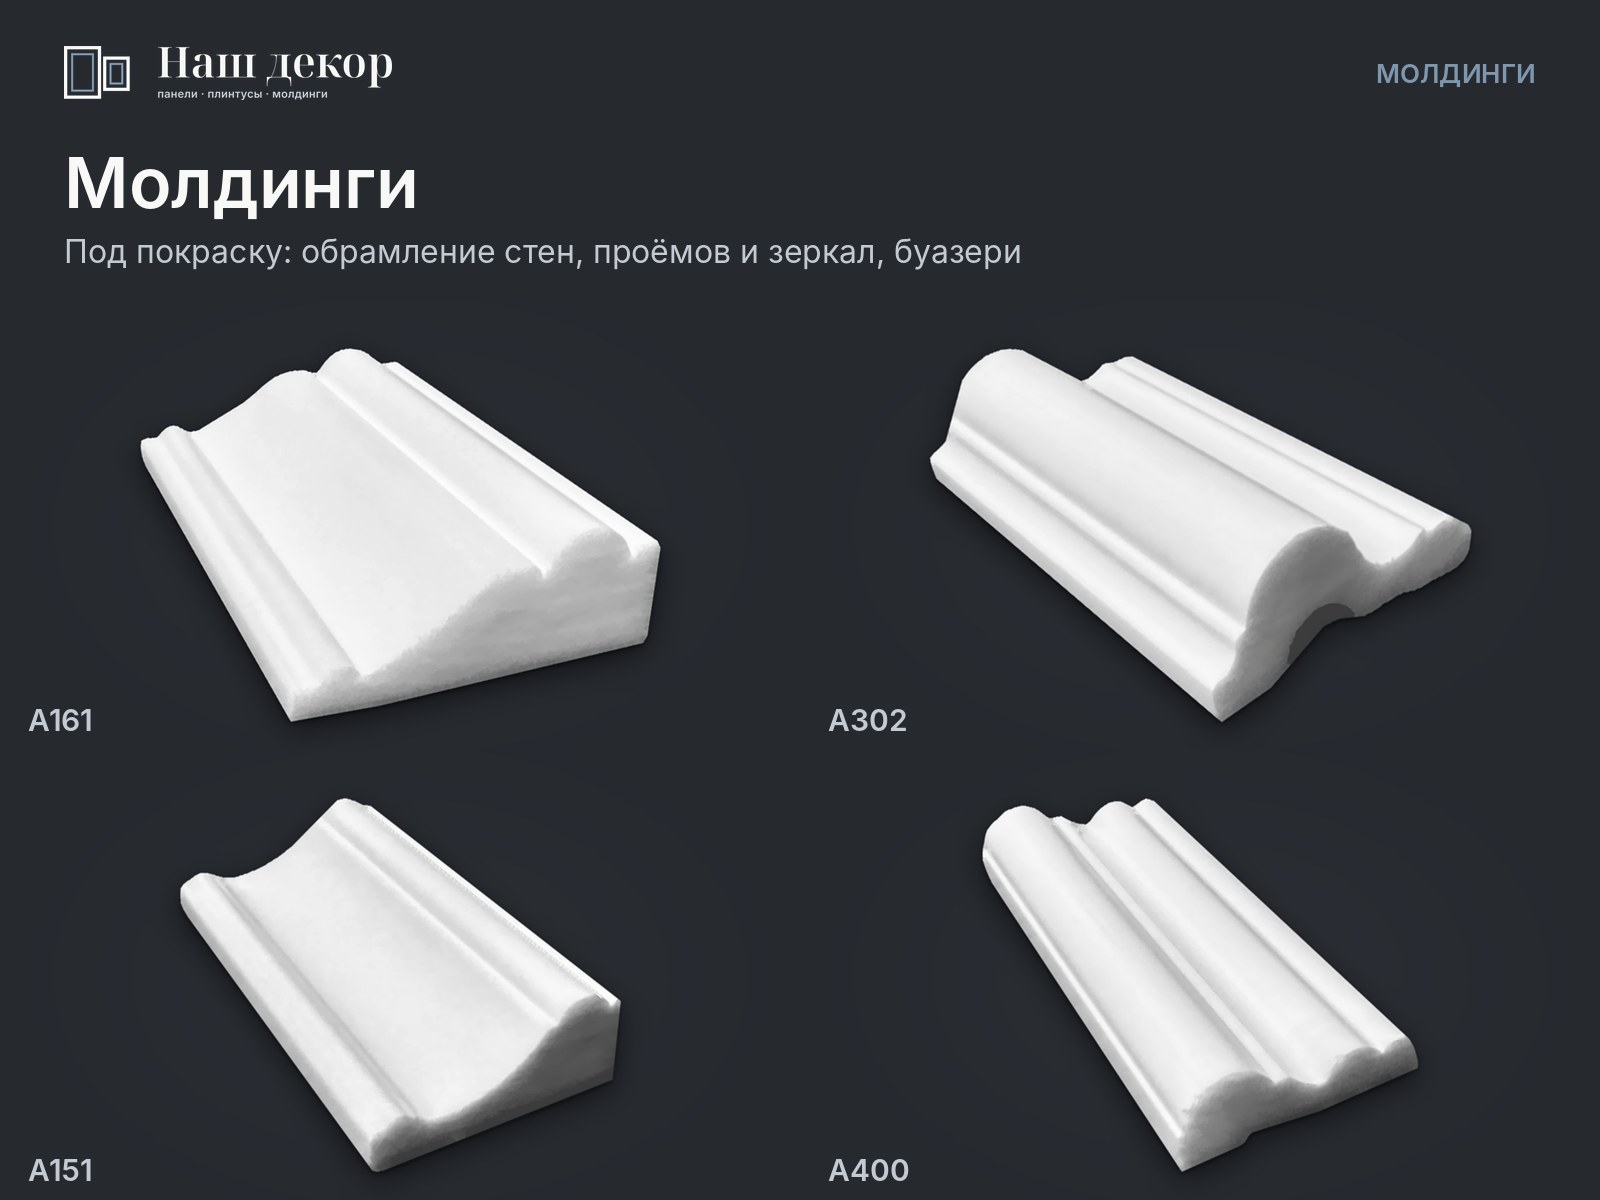 Наш декор
панели · плинтусы · молдинги
МОЛДИНГИ
Молдинги
Под покраску: обрамление стен, проёмов и зеркал, буазери
A161
A302
A151
A400